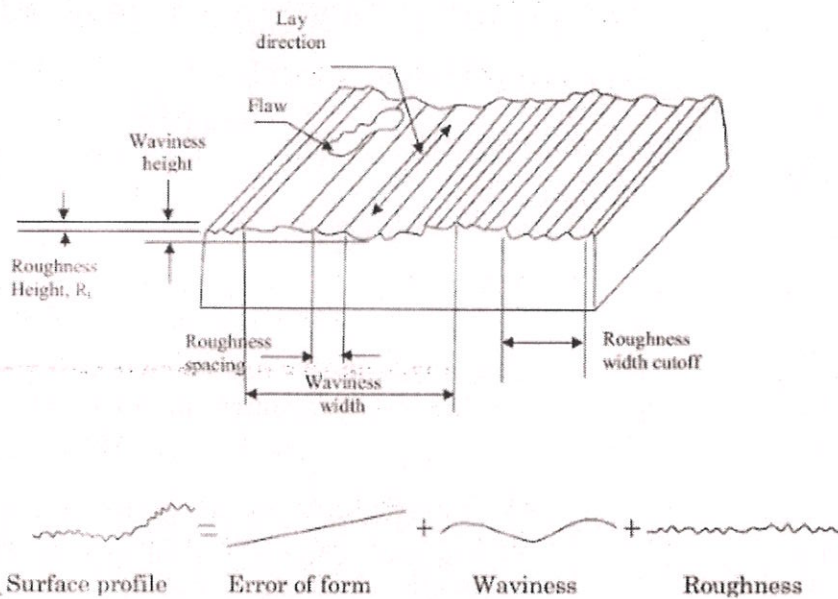 Lay
direction
Flaw
Waviness
height
Roughness
Height, Rt
Roughness
spacing
Waviness
width
Roughness
width cutoff
= + +
Surface profile Error of form Waviness Roughness